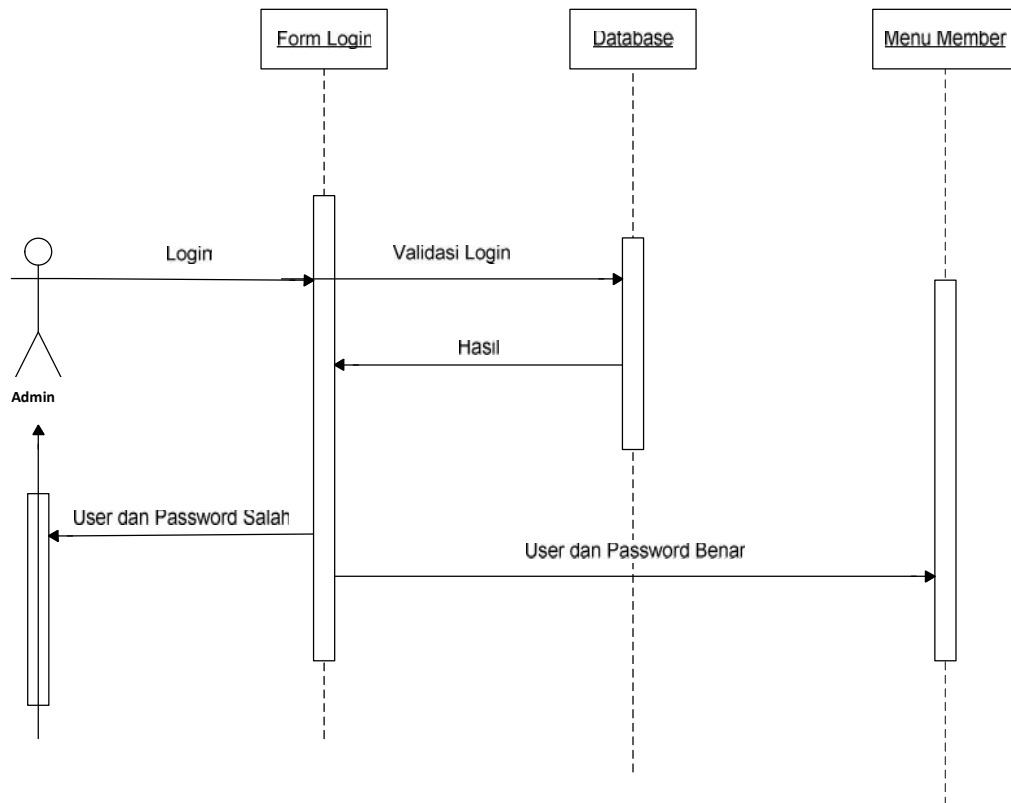 Form Login
Database
Menu Member
Login
Validasi Login
Hasil
Admin
User dan Password Salah
User dan Password Benar